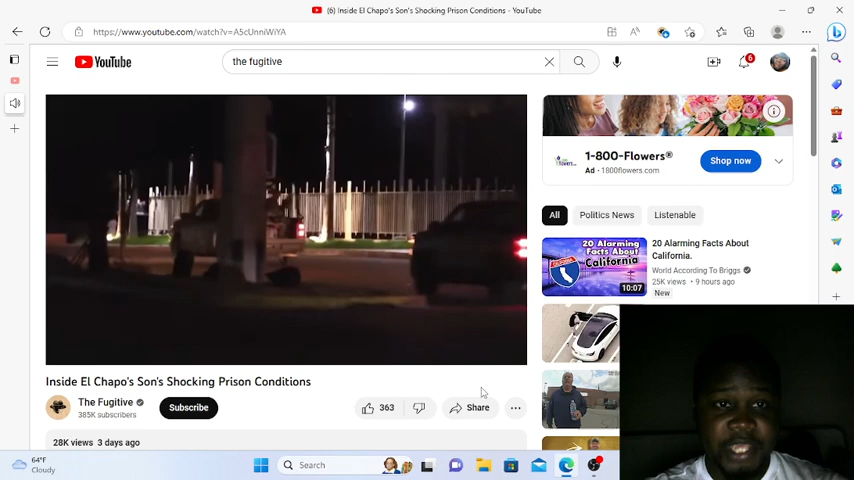 (6) Inside El Chapo's Son's Shocking Prison Conditions - YouTube
https://www.youtube.com/watch?v=A5cUnniWiYA
YouTube
the fugitive
6
1-800-Flowers®
Ad • 1800flowers.com
Shop now
All
Politics News
Listenable
20 Alarming Facts About California
10:07
20 Alarming Facts About
California.
World According To Briggs
25K views • 9 hours ago
New
Inside El Chapo's Son's Shocking Prison Conditions
The Fugitive
385K subscribers
Subscribe
363
Share
28K views 3 days ago
64°F
Cloudy
Search